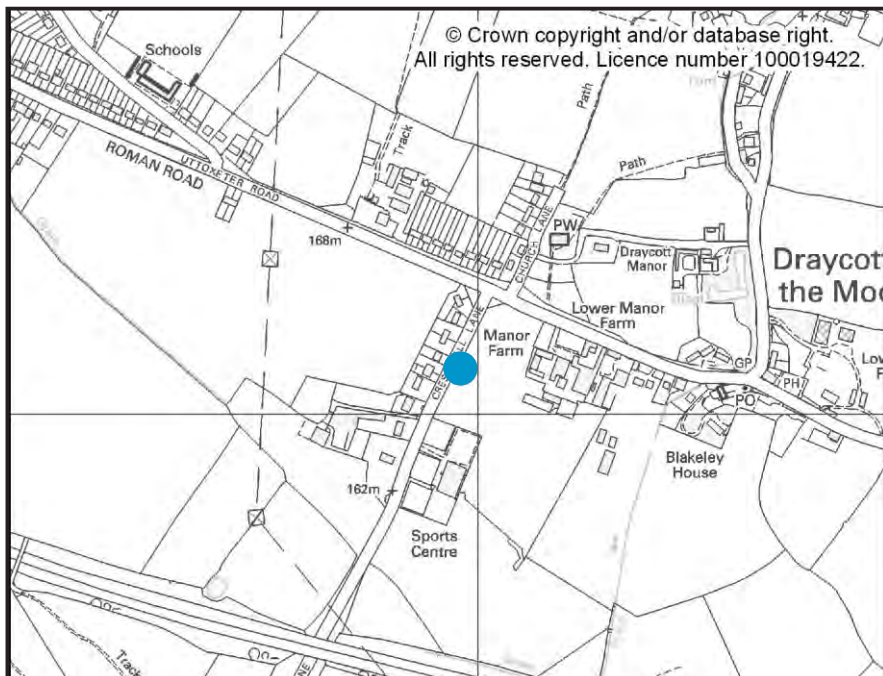 © Crown copyright and/or database right.
All rights reserved. Licence number 100019422.
Schools
Track
Path
Path
ROMAN ROAD
UTTOXETER ROAD
168m
CHURCH LANE
PW
Draycott
Manor
Draycott
the Moo
Lower Manor
Farm
Manor
Farm
LANE
GP
PH
PO
Blakeley
House
162m
Sports
Centre
Track